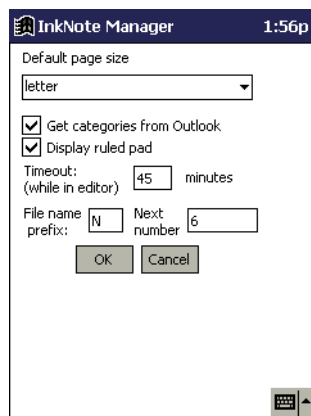 InkNote Manager 1:56p
Default page size
letter
Get categories from Outlook
Display ruled pad
Timeout:
(while in editor) 45 minutes
File name prefix: N Next number 6
OK Cancel